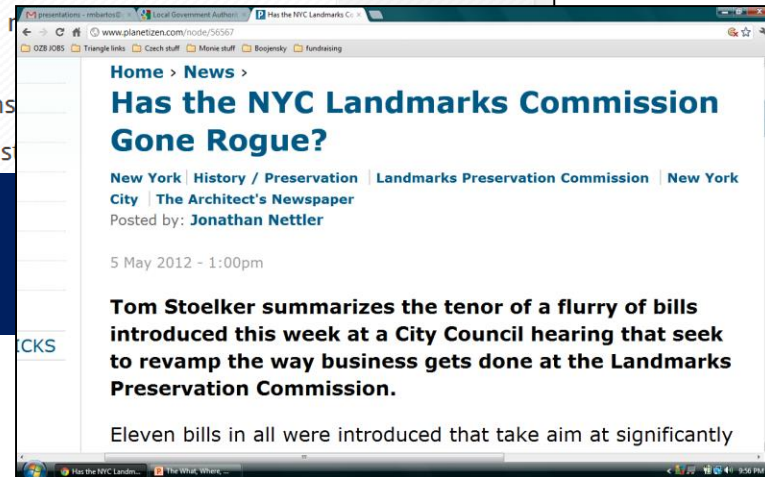 presentations - rmbartos@
Local Government Authori
Has the NYC Landmarks Co
www.planetizen.com/node/56567
OZB JOBS
Triangle links
Czech stuff
Monie stuff
Boojensky
fundraising
Home › News ›
Has the NYC Landmarks Commission
Gone Rogue?
New York | History / Preservation | Landmarks Preservation Commission | New York
City | The Architect's Newspaper
Posted by: Jonathan Nettler
5 May 2012 - 1:00pm
Tom Stoelker summarizes the tenor of a flurry of bills
introduced this week at a City Council hearing that seek
to revamp the way business gets done at the Landmarks
Preservation Commission.
ICKS
Eleven bills in all were introduced that take aim at significantly
Has the NYC Landm...
The What, Where, ...
9:56 PM